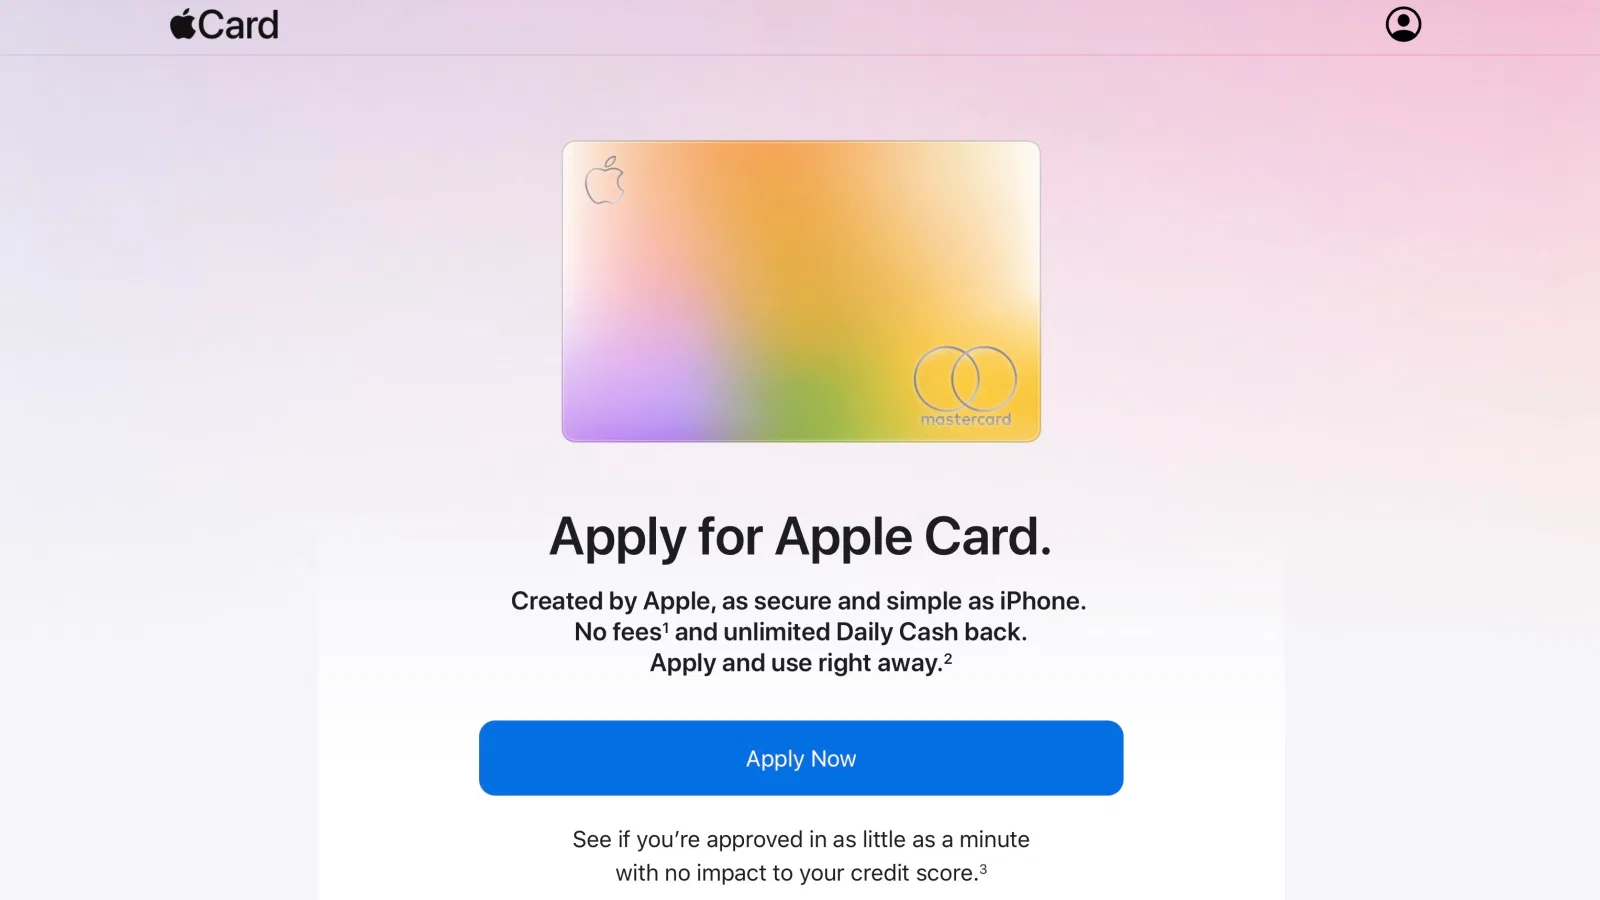 Card
mastercard
Apply for Apple Card.
Created by Apple, as secure and simple as iPhone.
No fees¹ and unlimited Daily Cash back.
Apply and use right away.²
Apply Now
See if you’re approved in as little as a minute
with no impact to your credit score.³